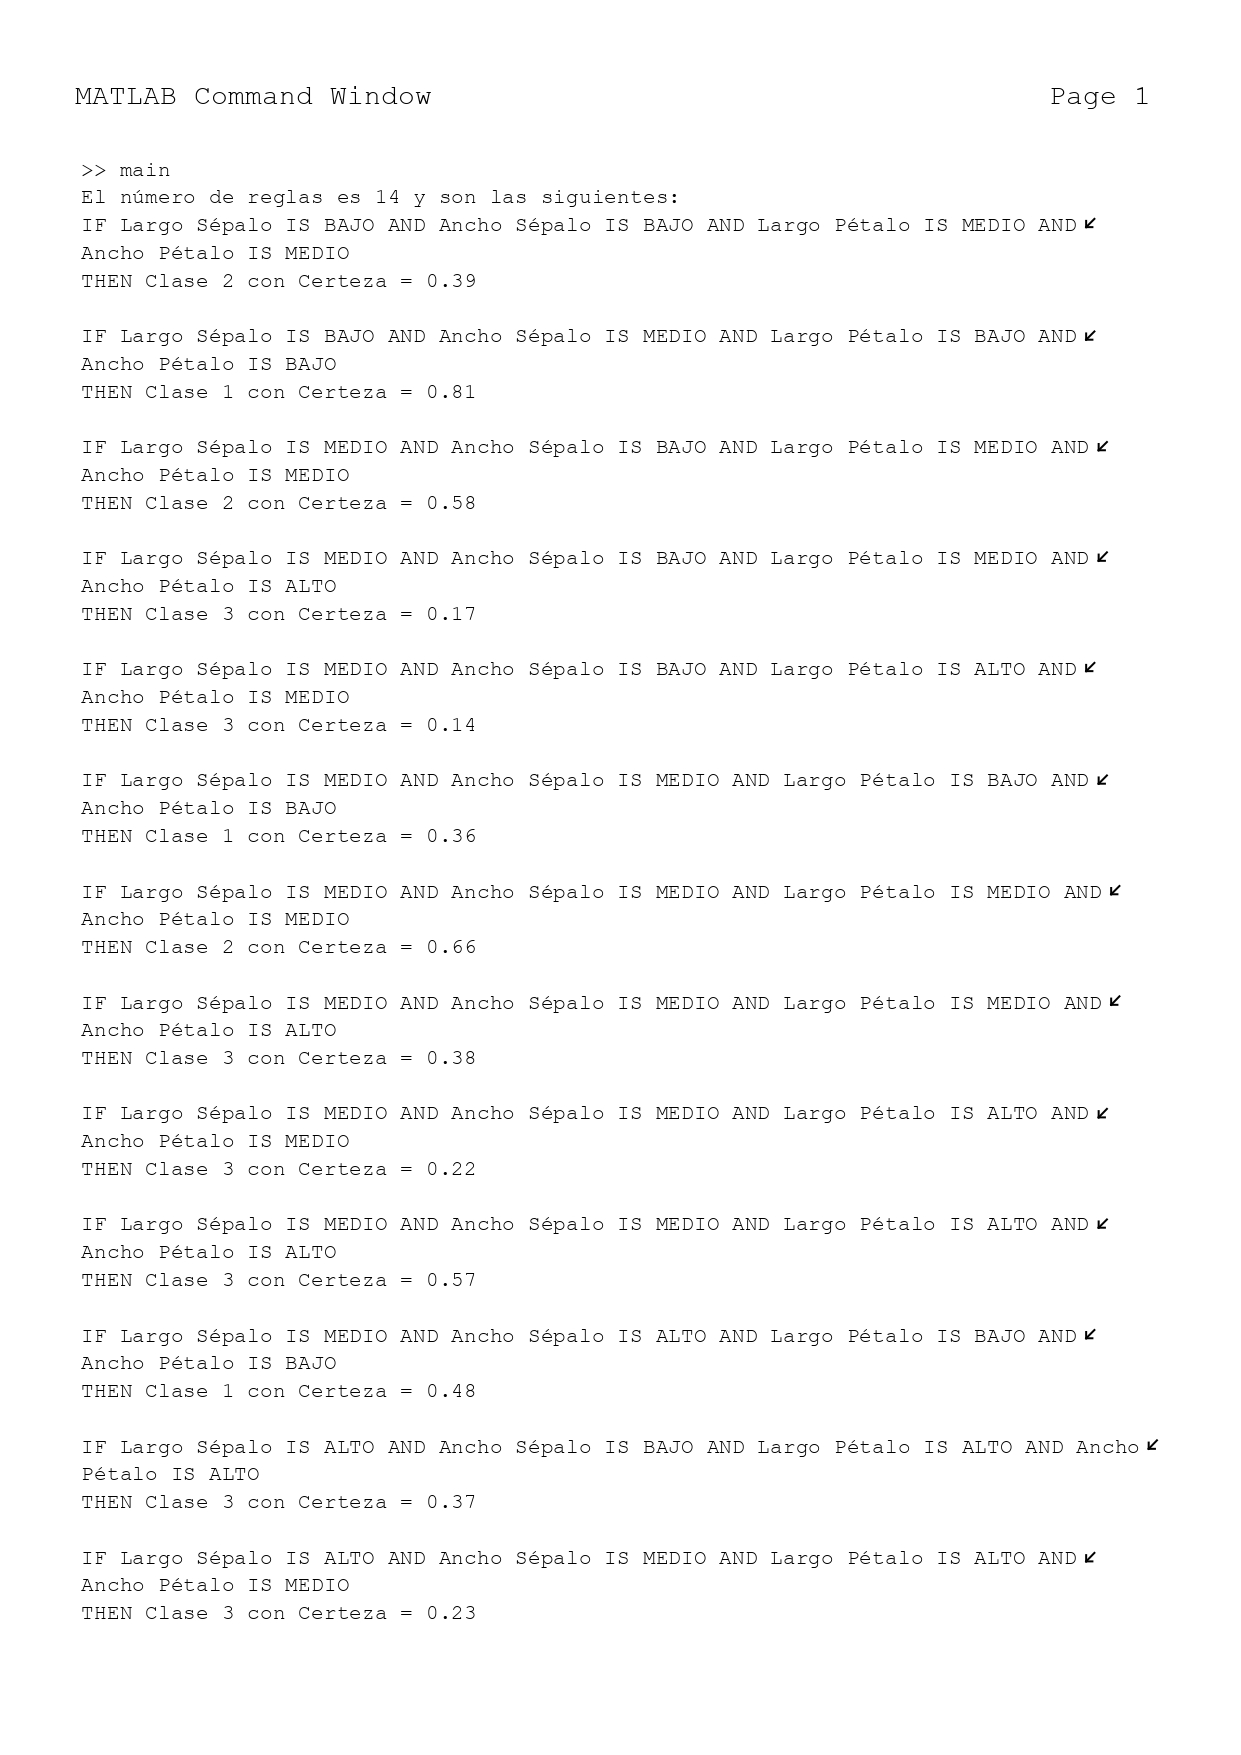 MATLAB Command Window Page 1
>> main
El número de reglas es 14 y son las siguientes:
IF Largo Sépalo IS BAJO AND Ancho Sépalo IS BAJO AND Largo Pétalo IS MEDIO AND↙
Ancho Pétalo IS MEDIO
THEN Clase 2 con Certeza = 0.39
IF Largo Sépalo IS BAJO AND Ancho Sépalo IS MEDIO AND Largo Pétalo IS BAJO AND↙
Ancho Pétalo IS BAJO
THEN Clase 1 con Certeza = 0.81
IF Largo Sépalo IS MEDIO AND Ancho Sépalo IS BAJO AND Largo Pétalo IS MEDIO AND↙
Ancho Pétalo IS MEDIO
THEN Clase 2 con Certeza = 0.58
IF Largo Sépalo IS MEDIO AND Ancho Sépalo IS BAJO AND Largo Pétalo IS MEDIO AND↙
Ancho Pétalo IS ALTO
THEN Clase 3 con Certeza = 0.17
IF Largo Sépalo IS MEDIO AND Ancho Sépalo IS BAJO AND Largo Pétalo IS ALTO AND↙
Ancho Pétalo IS MEDIO
THEN Clase 3 con Certeza = 0.14
IF Largo Sépalo IS MEDIO AND Ancho Sépalo IS MEDIO AND Largo Pétalo IS BAJO AND↙
Ancho Pétalo IS BAJO
THEN Clase 1 con Certeza = 0.36
IF Largo Sépalo IS MEDIO AND Ancho Sépalo IS MEDIO AND Largo Pétalo IS MEDIO AND↙
Ancho Pétalo IS MEDIO
THEN Clase 2 con Certeza = 0.66
IF Largo Sépalo IS MEDIO AND Ancho Sépalo IS MEDIO AND Largo Pétalo IS MEDIO AND↙
Ancho Pétalo IS ALTO
THEN Clase 3 con Certeza = 0.38
IF Largo Sépalo IS MEDIO AND Ancho Sépalo IS MEDIO AND Largo Pétalo IS ALTO AND↙
Ancho Pétalo IS MEDIO
THEN Clase 3 con Certeza = 0.22
IF Largo Sépalo IS MEDIO AND Ancho Sépalo IS MEDIO AND Largo Pétalo IS ALTO AND↙
Ancho Pétalo IS ALTO
THEN Clase 3 con Certeza = 0.57
IF Largo Sépalo IS MEDIO AND Ancho Sépalo IS ALTO AND Largo Pétalo IS BAJO AND↙
Ancho Pétalo IS BAJO
THEN Clase 1 con Certeza = 0.48
IF Largo Sépalo IS ALTO AND Ancho Sépalo IS BAJO AND Largo Pétalo IS ALTO AND Ancho↙
Pétalo IS ALTO
THEN Clase 3 con Certeza = 0.37
IF Largo Sépalo IS ALTO AND Ancho Sépalo IS MEDIO AND Largo Pétalo IS ALTO AND↙
Ancho Pétalo IS MEDIO
THEN Clase 3 con Certeza = 0.23